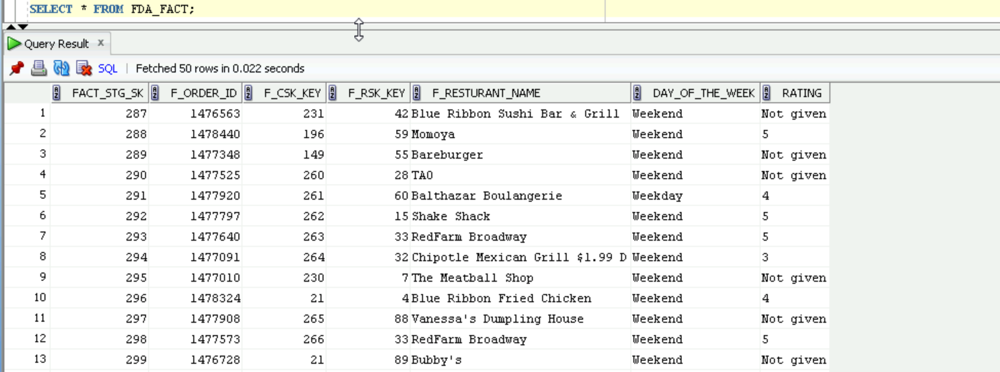 SELECT * FROM FDA_FACT;
Query Result x
SQL | Fetched 50 rows in 0.022 seconds
FACT_STG_SK F_ORDER_ID F_CSK_KEY F_RSK_KEY F_RESTURANT_NAME DAY_OF_THE_WEEK RATING
1 287 1476563 231 42 Blue Ribbon Sushi Bar & Grill Weekend Not given
2 288 1478440 196 59 Momoya Weekend 5
3 289 1477348 149 55 Bareburger Weekend Not given
4 290 1477525 260 28 TAO Weekend Not given
5 291 1477920 261 60 Balthazar Boulangerie Weekday 4
6 292 1477797 262 15 Shake Shack Weekend 5
7 293 1477640 263 33 RedFarm Broadway Weekend 5
8 294 1477091 264 32 Chipotle Mexican Grill $1.99 D Weekend 3
9 295 1477010 230 7 The Meatball Shop Weekend Not given
10 296 1478324 21 4 Blue Ribbon Fried Chicken Weekend 4
11 297 1477908 265 88 Vanessa's Dumpling House Weekend Not given
12 298 1477573 266 33 RedFarm Broadway Weekend 5
13 299 1476728 21 89 Bubby's Weekend Not given